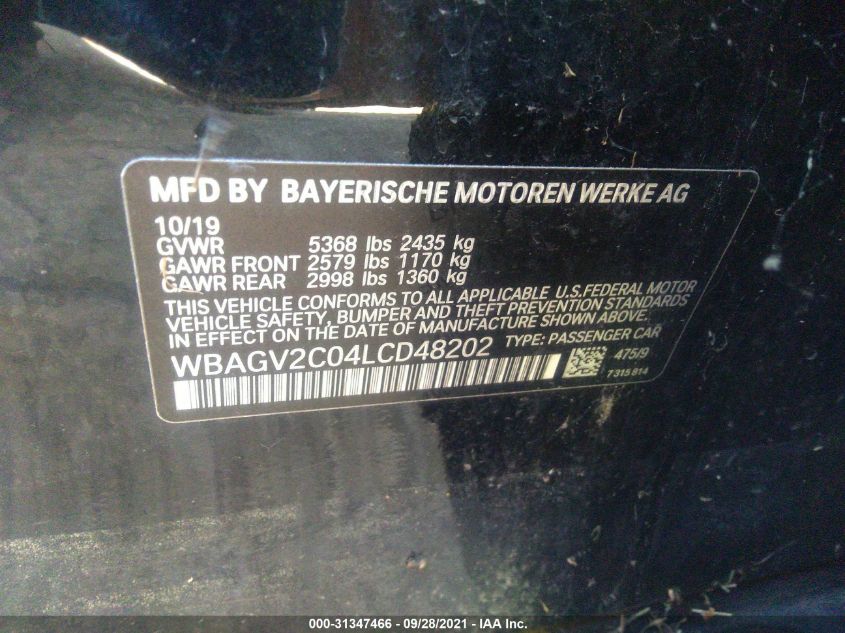 MFD BY BAYERISCHE MOTOREN WERKE AG
10/19
GVWR 5368 lbs 2435 kg
GAWR FRONT 2579 lbs 1170 kg
GAWR REAR 2998 lbs 1360 kg
THIS VEHICLE CONFORMS TO ALL APPLICABLE U.S.FEDERAL MOTOR
VEHICLE SAFETY, BUMPER AND THEFT PREVENTION STANDARDS
IN EFFECT ON THE DATE OF MANUFACTURE SHOWN ABOVE.
WBAGV2C04LCD48202 TYPE: PASSENGER CAR
475/9
7315814
000-31347466 - 09/28/2021 - IAA Inc.